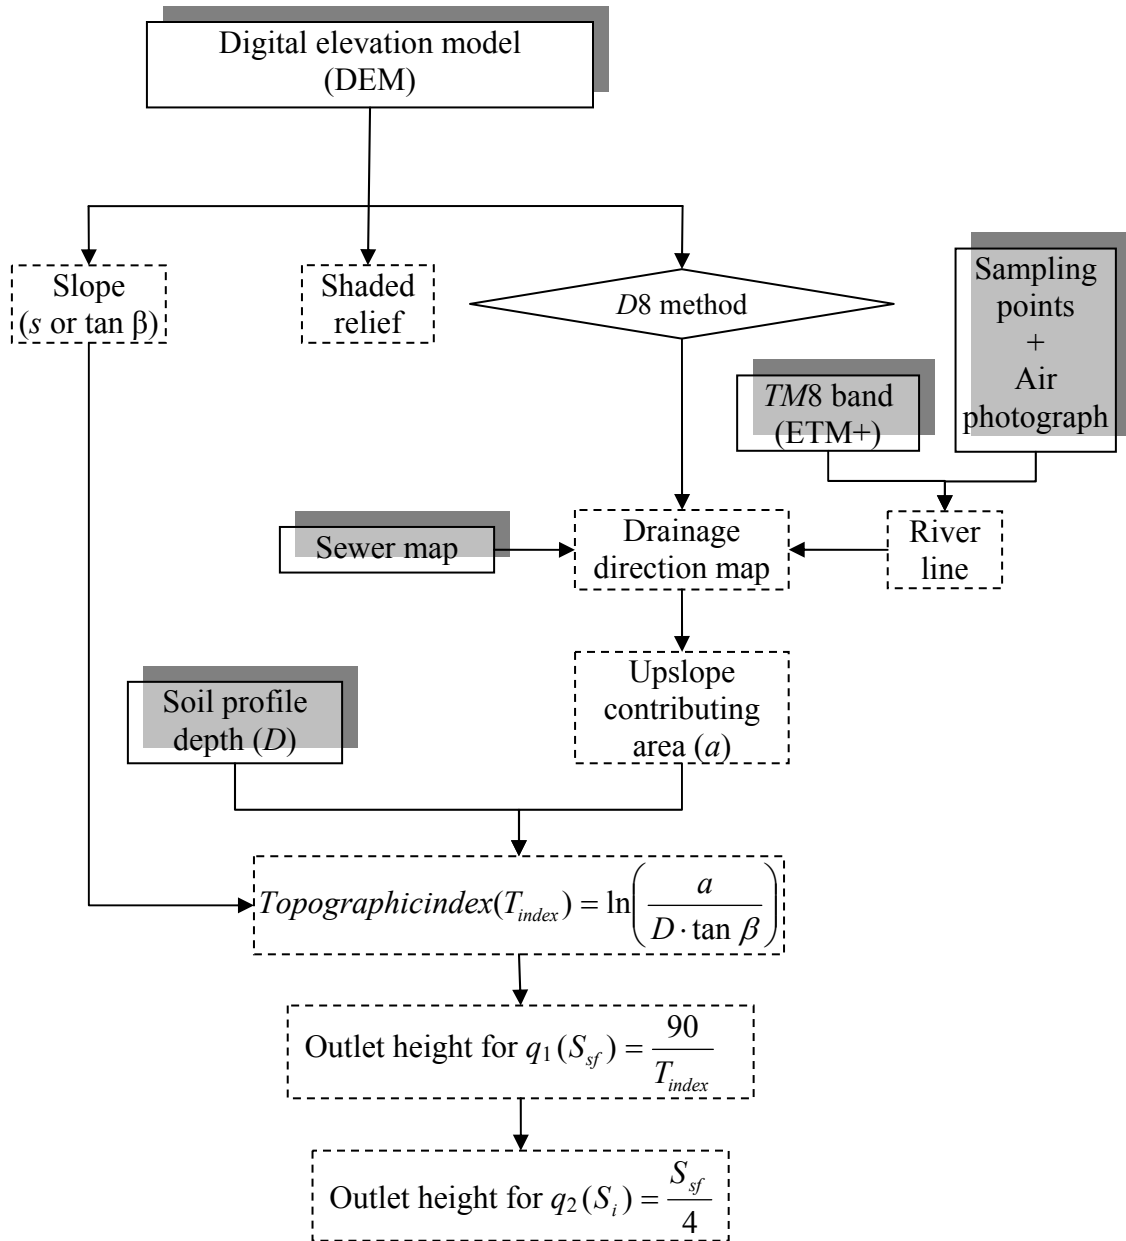 Digital elevation model
(DEM)
Slope
(s or tan β)
Shaded
relief
D8 method
Sampling
points
+
Air
photograph
TM8 band
(ETM+)
Sewer map
Drainage
direction map
River
line
Soil profile
depth (D)
Upslope
contributing
area (a)
Topographicindex(T_index) = ln(a / (D · tan β))
Outlet height for q1(S_sf) = 90 / T_index
Outlet height for q2(S_i) = S_sf / 4